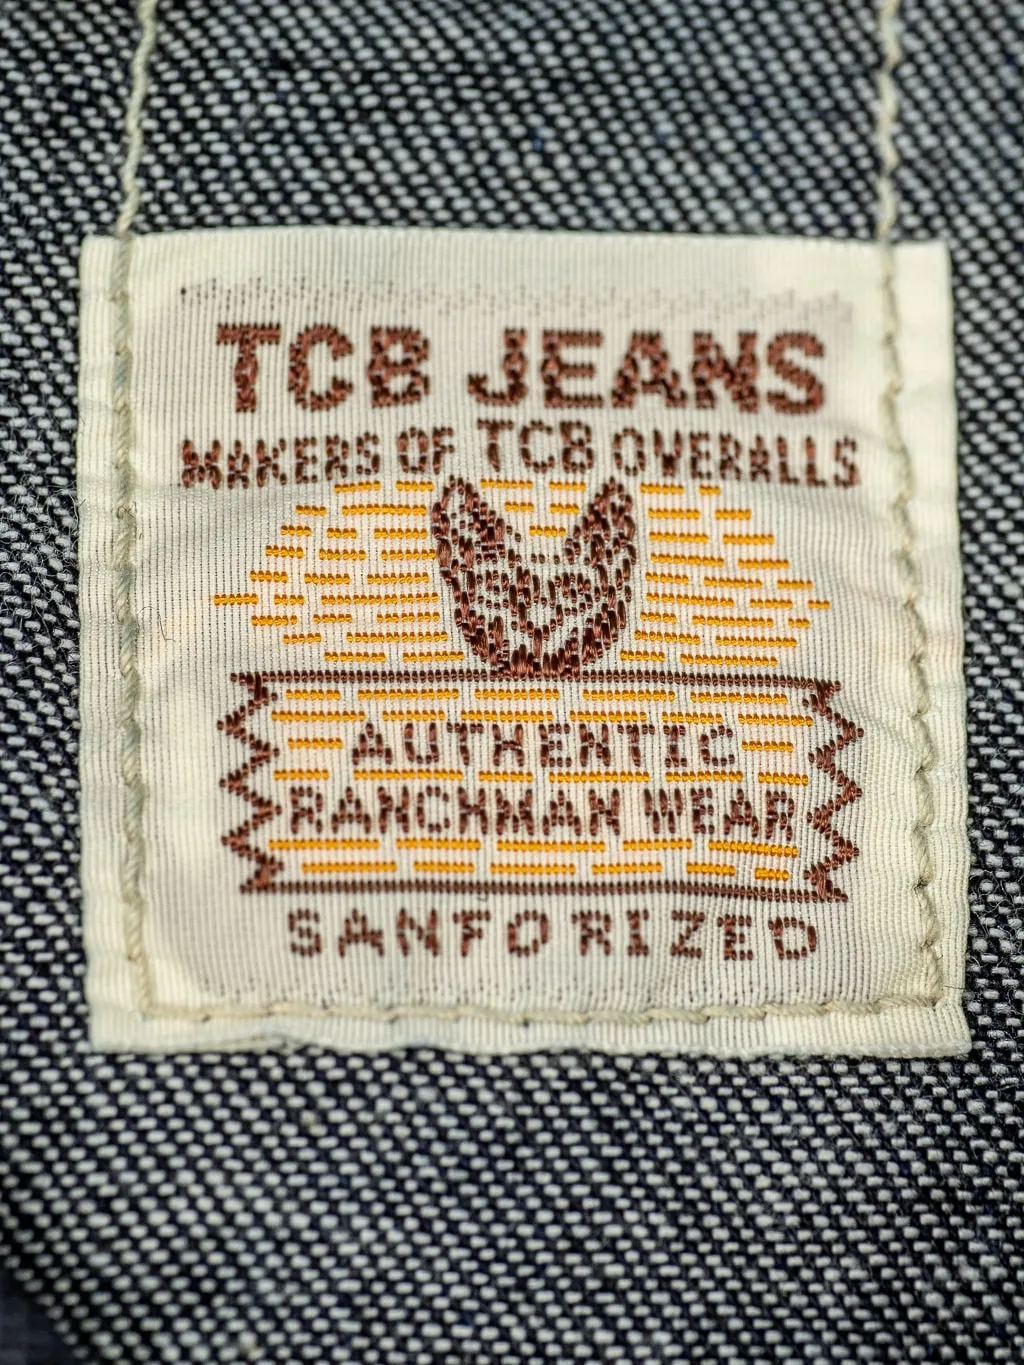 TCB JEANS
MAKERS OF TCB OVERALLS
AUTHENTIC
RANCHMAN WEAR
SANFORIZED